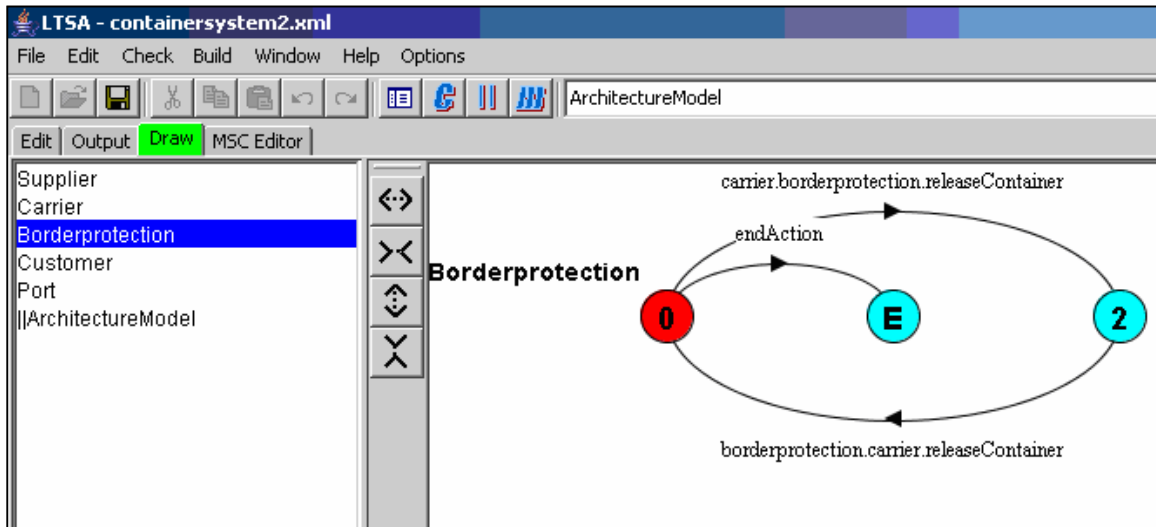 LTSA - containersystem2.xml
File Edit Check Build Window Help Options
ArchitectureModel
Edit Output Draw MSC Editor
Supplier
Carrier
Borderprotection
Customer
Port
||ArchitectureModel
carrier.borderprotection.releaseContainer
endAction
Borderprotection
0 E 2
borderprotection.carrier.releaseContainer